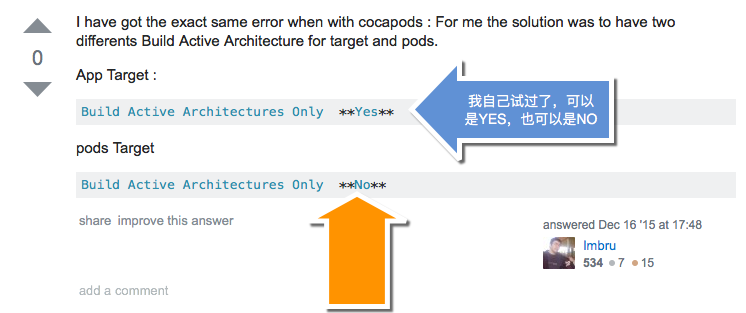 I have got the exact same error when with cocapods : For me the solution was to have two
differents Build Active Architecture for target and pods.
0
App Target :
Build Active Architectures Only **Yes**
我自己试过了，可以
是YES，也可以是NO
pods Target
Build Active Architectures Only **No**
share improve this answer
answered Dec 16 '15 at 17:48
Imbru
534 7 15
add a comment